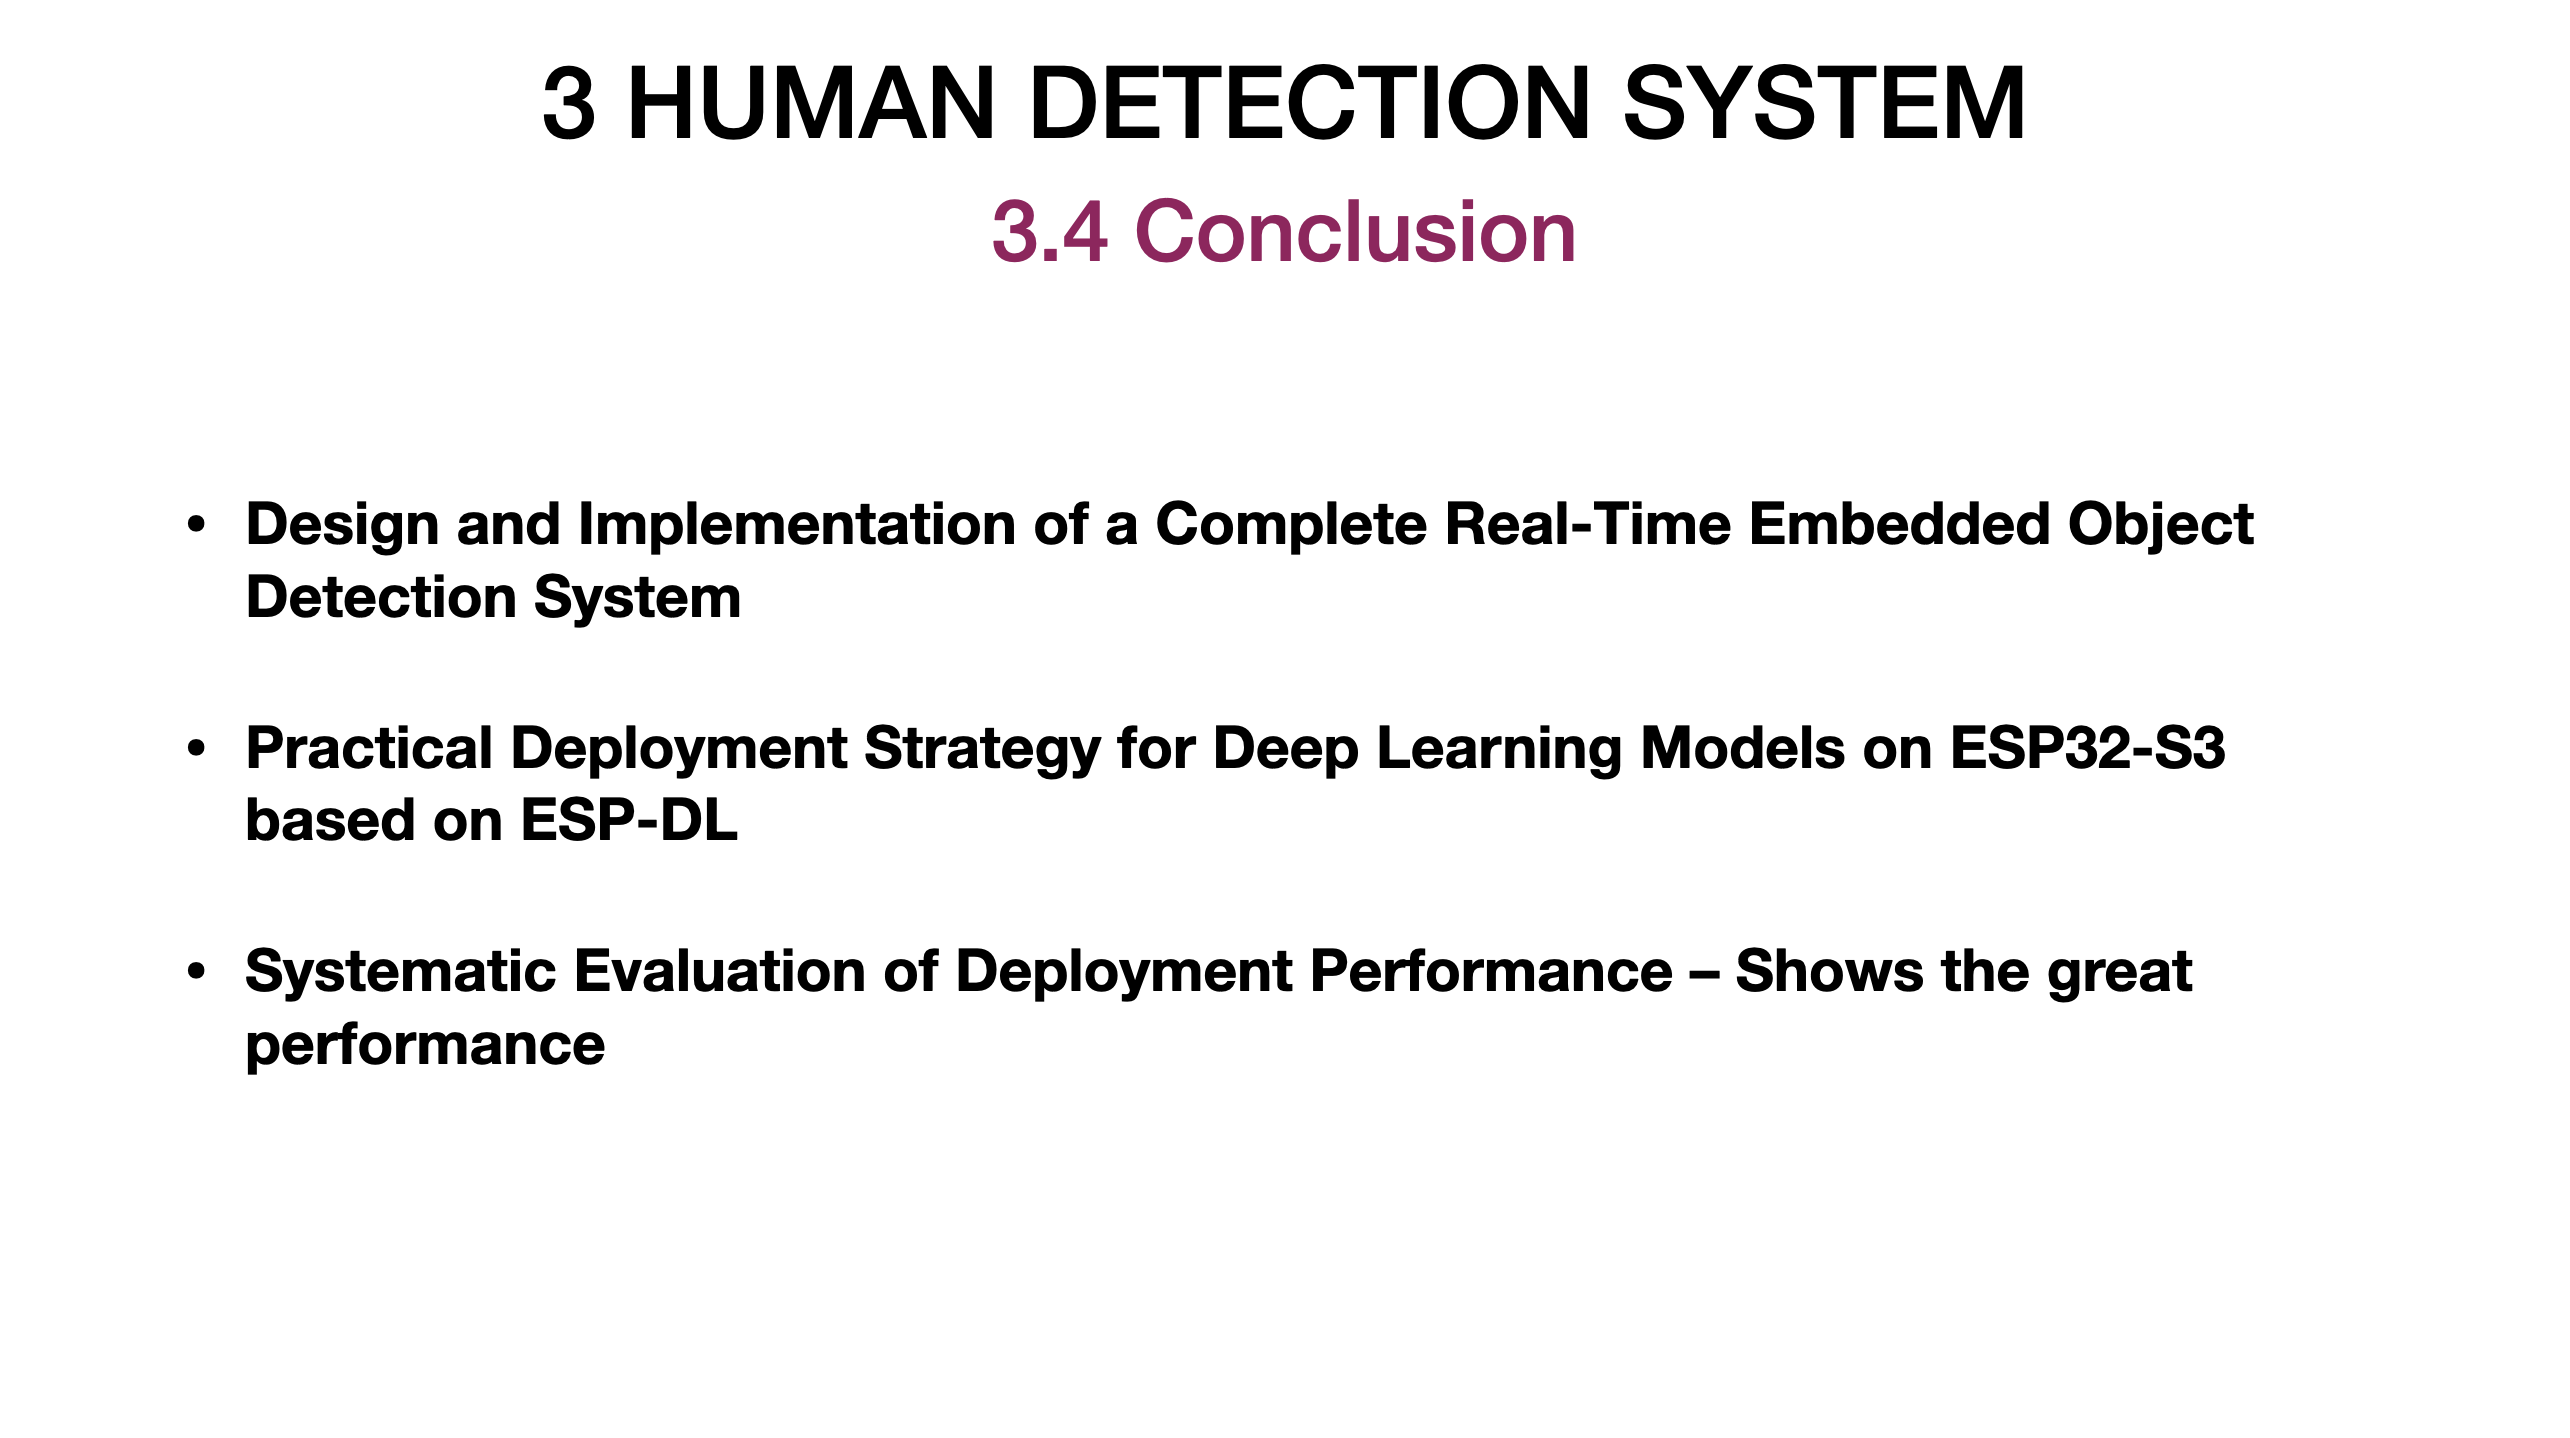 3 HUMAN DETECTION SYSTEM
3.4 Conclusion
• Design and Implementation of a Complete Real-Time Embedded Object
Detection System
• Practical Deployment Strategy for Deep Learning Models on ESP32-S3
based on ESP-DL
• Systematic Evaluation of Deployment Performance – Shows the great
performance